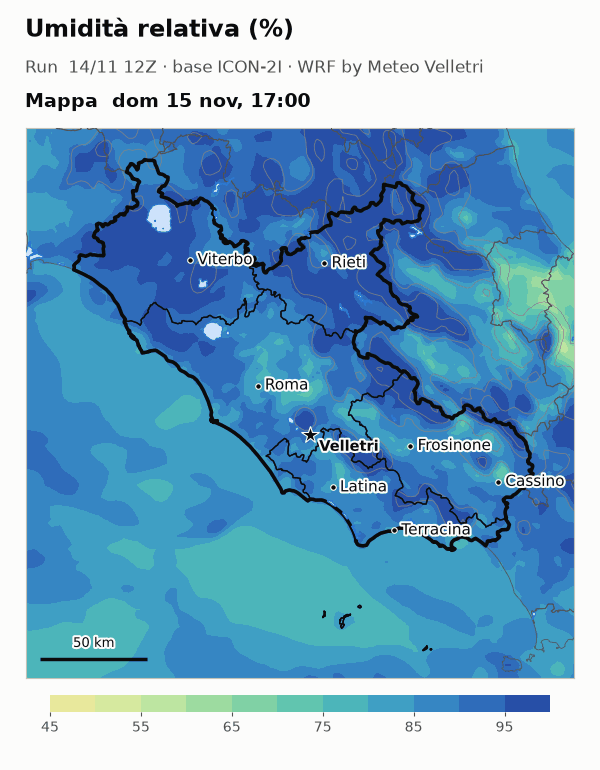 Umidità relativa (%)
Run  14/11 12Z · base ICON-2I · WRF by Meteo Velletri
Mappa  dom 15 nov, 17:00
Viterbo
Rieti
Roma
Velletri
Frosinone
Latina
Cassino
Terracina
50 km
45 55 65 75 85 95